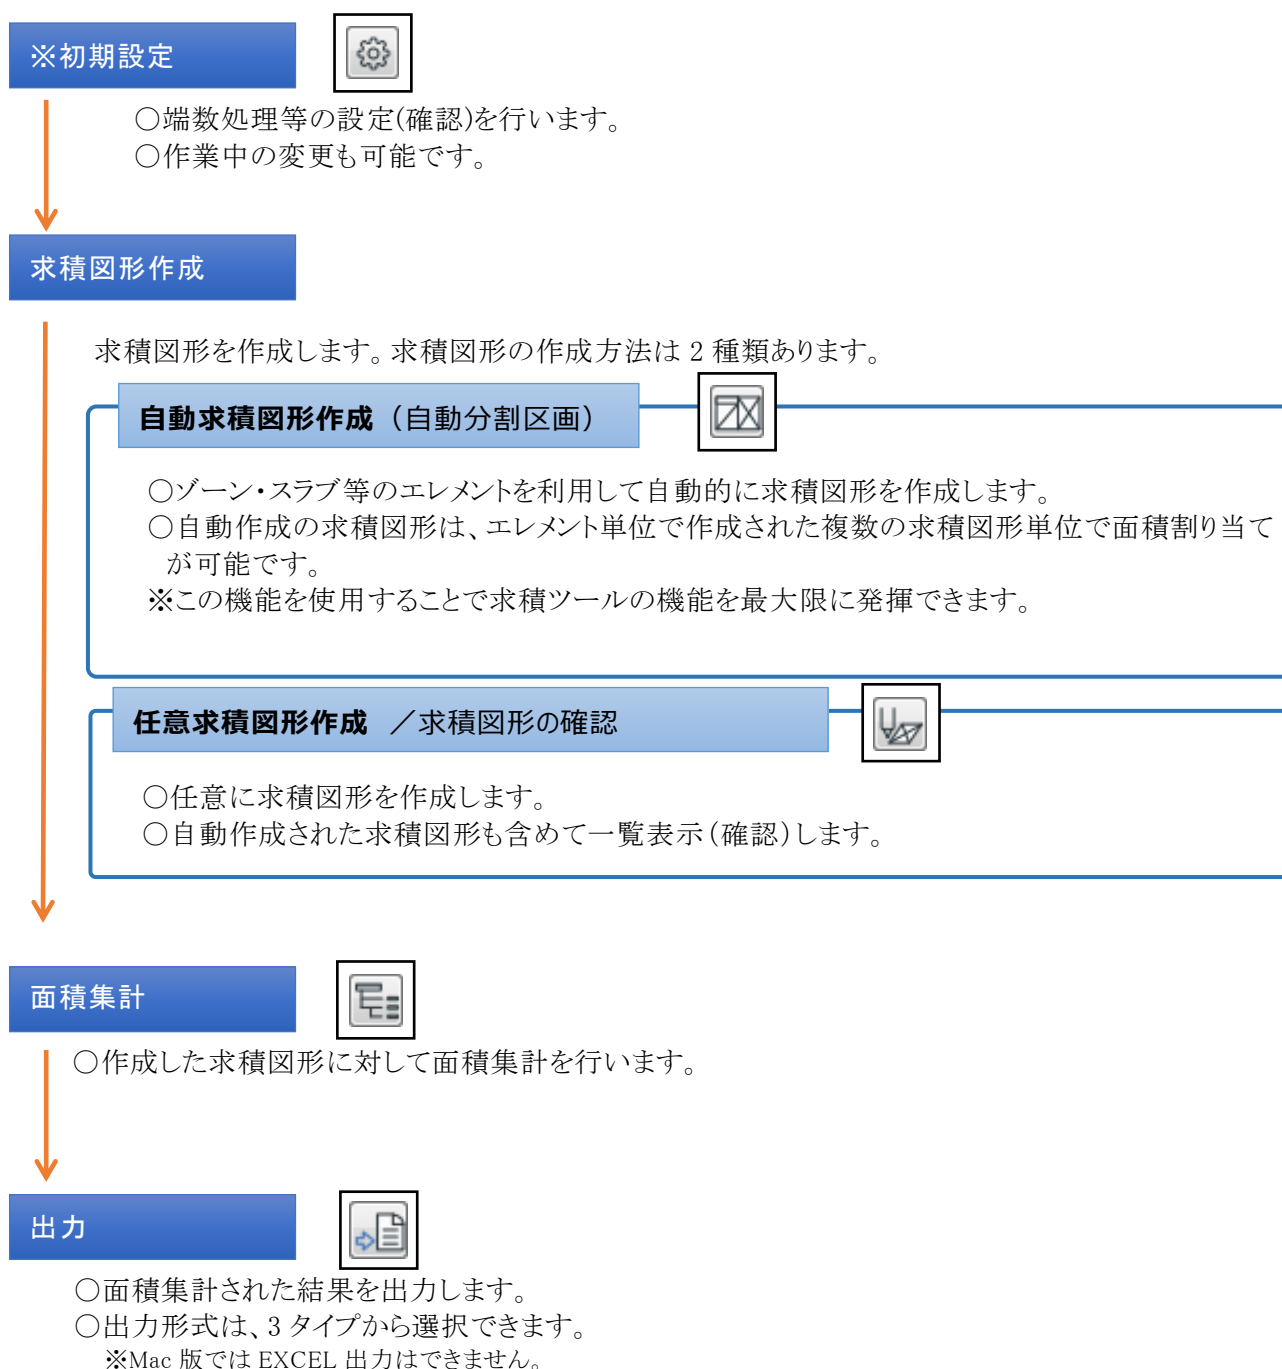 ※初期設定
○端数処理等の設定(確認)を行います。
○作業中の変更も可能です。
求積図形作成
求積図形を作成します。求積図形の作成方法は 2 種類あります。
自動求積図形作成（自動分割区画）
○ゾーン・スラブ等のエレメントを利用して自動的に求積図形を作成します。
○自動作成の求積図形は、エレメント単位で作成された複数の求積図形単位で面積割り当て
が可能です。
※この機能を使用することで求積ツールの機能を最大限に発揮できます。
任意求積図形作成　／求積図形の確認
○任意に求積図形を作成します。
○自動作成された求積図形も含めて一覧表示（確認）します。
面積集計
○作成した求積図形に対して面積集計を行います。
出力
○面積集計された結果を出力します。
○出力形式は、3 タイプから選択できます。
※Mac 版では EXCEL 出力はできません。